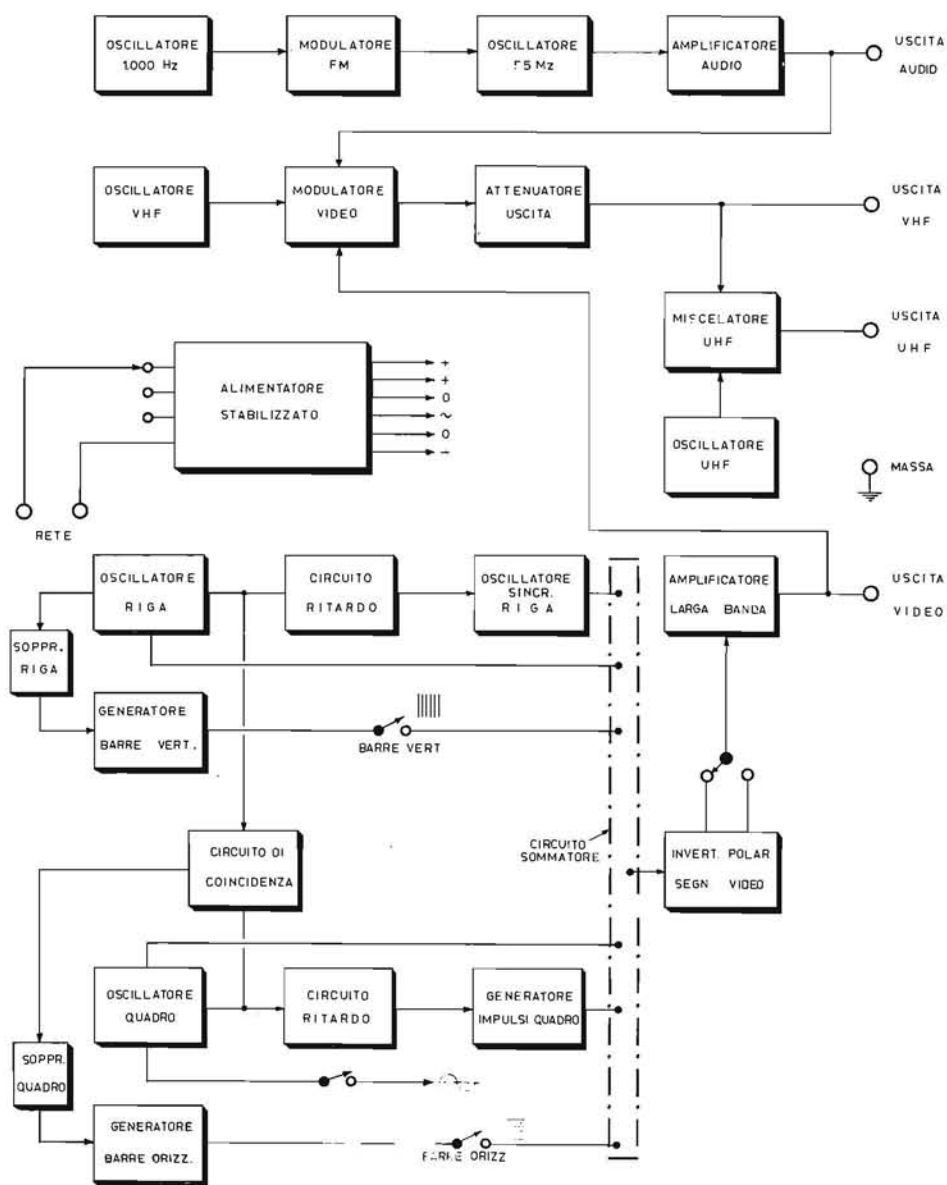 OSCILLATORE
1.000 Hz
MODULATORE
FM
OSCILLATORE
AMPLIFICATORE
AUDIO
USCITA
AUDIO
OSCILLATORE
VHF
MODULATORE
VIDEO
ATTENUATORE
USCITA
USCITA
VHF
MISCELATORE
UHF
USCITA
UHF
ALIMENTATORE
STABILIZZATO
+
+
0
~
0
−
OSCILLATORE
UHF
MASSA
RETE
OSCILLATORE
RIGA
CIRCUITO
RITARDO
OSCILLATORE
SINCR.
RIGA
AMPLIFICATORE
LARGA BANDA
USCITA
VIDEO
SOPPR.
RIGA
GENERATORE
BARRE VERT.
BARRE VERT
CIRCUITO
SOMMATORE
CIRCUITO DI
COINCIDENZA
INVERT. POLAR
SEGN VIDEO
OSCILLATORE
QUADRO
CIRCUITO
RITARDO
GENERATORE
IMPULSI QUADRO
SOPPR.
QUADRO
GENERATORE
BARRE ORIZZ.
BARRE ORIZZ